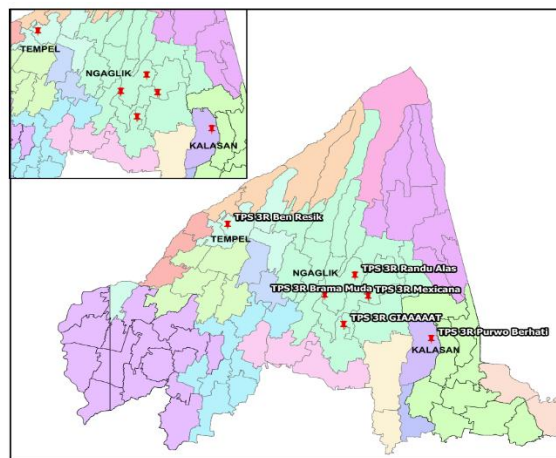 TEMPEL
NGAGLIK
KALASAN
TPS 3R Ben Resik
TEMPEL
TPS 3R Randu Alas
NGAGLIK
TPS 3R Brama Muda
TPS 3R Mexicana
TPS 3R GIAAAAAT
TPS 3R Purwo Berhati
KALASAN